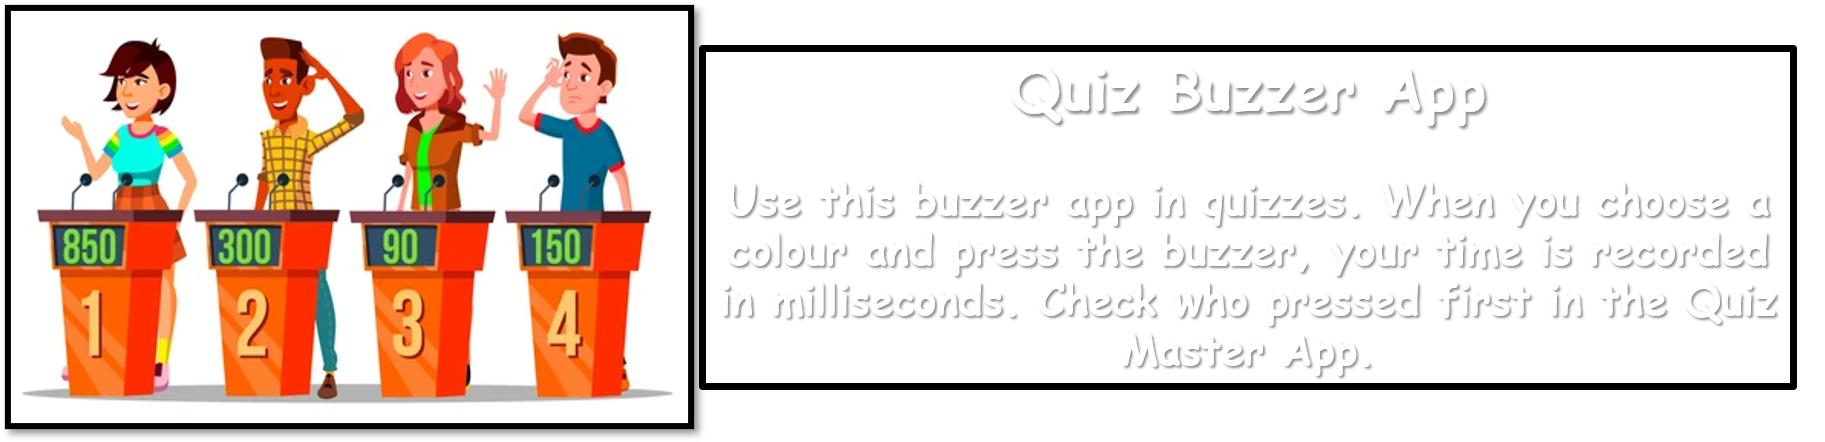 850 300 90 150
1 2 3 4
Quiz Buzzer App
Use this buzzer app in quizzes. When you choose a
colour and press the buzzer, your time is recorded
in milliseconds. Check who pressed first in the Quiz
Master App.